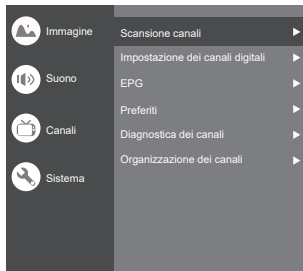 Immagine
Suono
Canali
Sistema
Scansione canali
Impostazione dei canali digitali
EPG
Preferiti
Diagnostica dei canali
Organizzazione dei canali